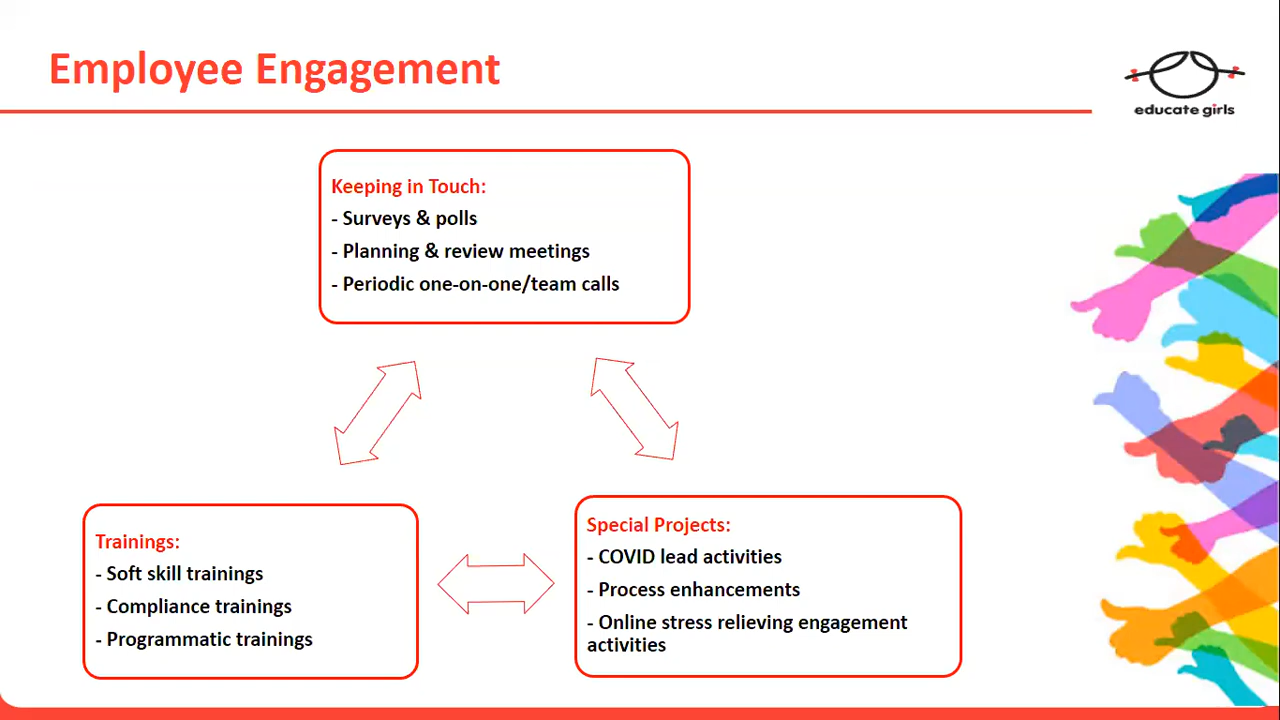 Employee Engagement
educate girls
Keeping in Touch:
- Surveys & polls
- Planning & review meetings
- Periodic one-on-one/team calls
Trainings:
- Soft skill trainings
- Compliance trainings
- Programmatic trainings
Special Projects:
- COVID lead activities
- Process enhancements
- Online stress relieving engagement
activities